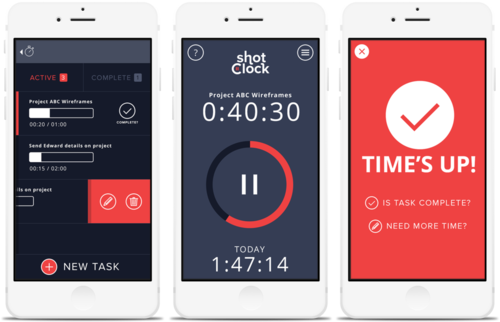 ACTIVE 3
COMPLETE 1
Project ABC Wireframes
00:20 / 01:00
COMPLETE?
Send Edward details on project
00:15 / 02:00
ils on project
NEW TASK
?
shot
Clock
Project ABC Wireframes
0:40:30
TODAY
1:47:14
TIME'S UP!
IS TASK COMPLETE?
NEED MORE TIME?